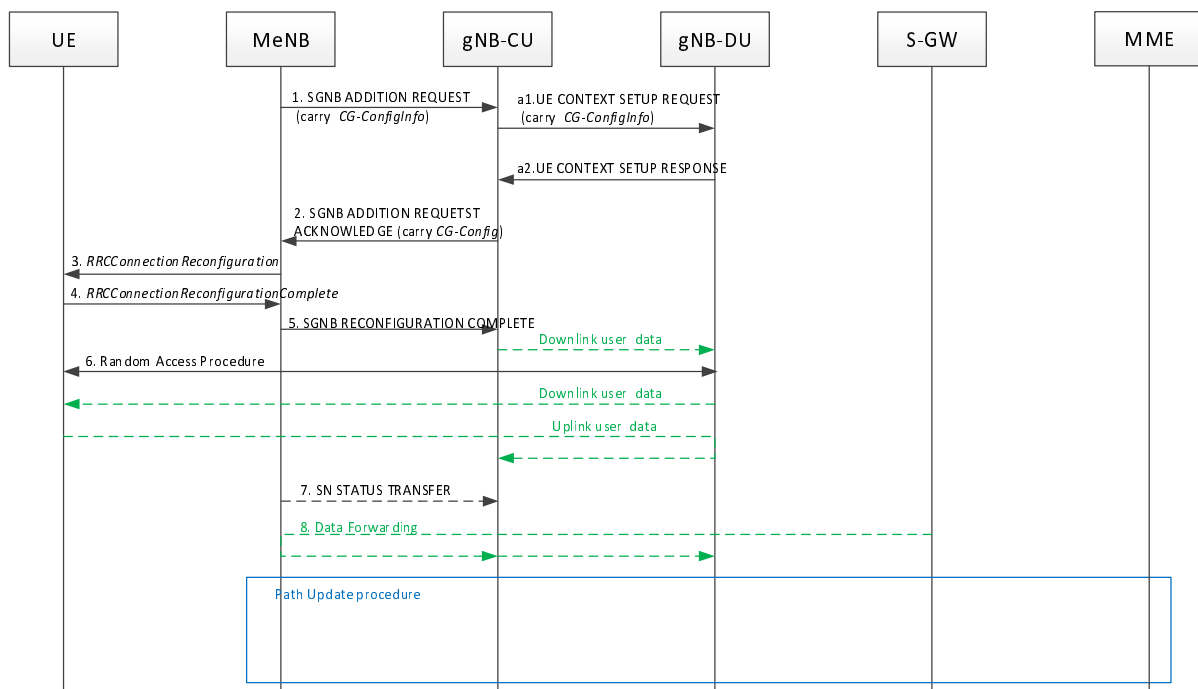 UE
MeNB
gNB-CU
gNB-DU
S-GW
MME
1. SGNB ADDITION REQUEST
(carry CG-ConfigInfo)
a1.UE CONTEXT SETUP REQUEST
(carry CG-ConfigInfo)
a2.UE CONTEXT SETUP RESPONSE
2. SGNB ADDITION REQUETST
ACKNOWLEDGE (carry CG-Config)
3. RRCConnectionReconfiguration
4. RRCConnectionReconfigurationComplete
5. SGNB RECONFIGURATION COMPLETE
Downlink user data
6. Random Access Procedure
Downlink user data
Uplink user data
7. SN STATUS TRANSFER
8. Data Forwarding
Path Update procedure